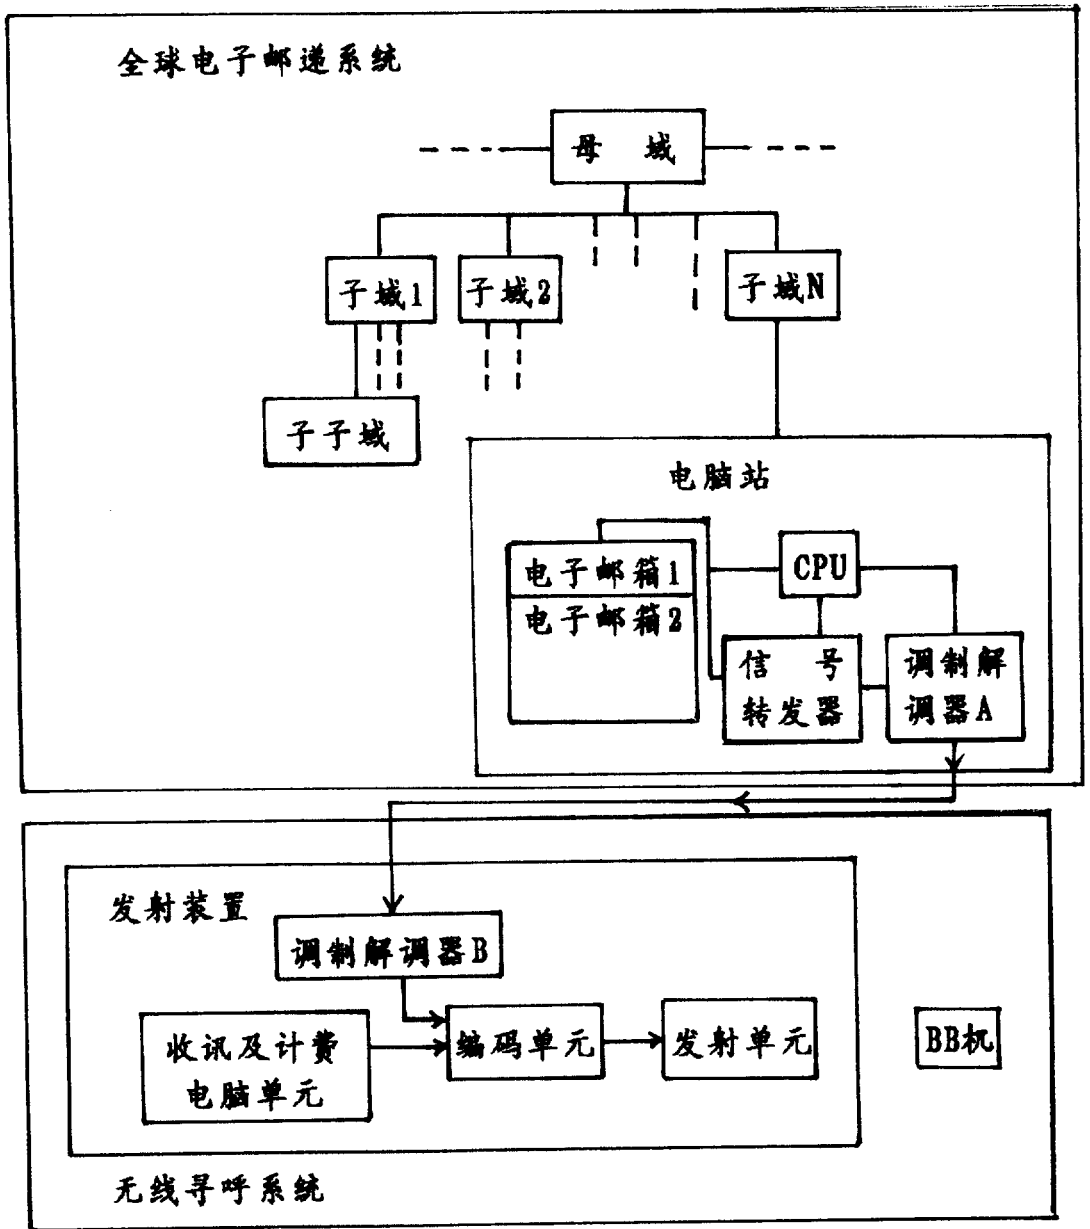 全球电子邮递系统
母 域
子域1
子域2
子域N
子子域
电脑站
电子邮箱1
电子邮箱2
CPU
信 号
转发器
调制解
调器A
发射装置
调制解调器B
收讯及计费
电脑单元
编码单元
发射单元
BB机
无线寻呼系统